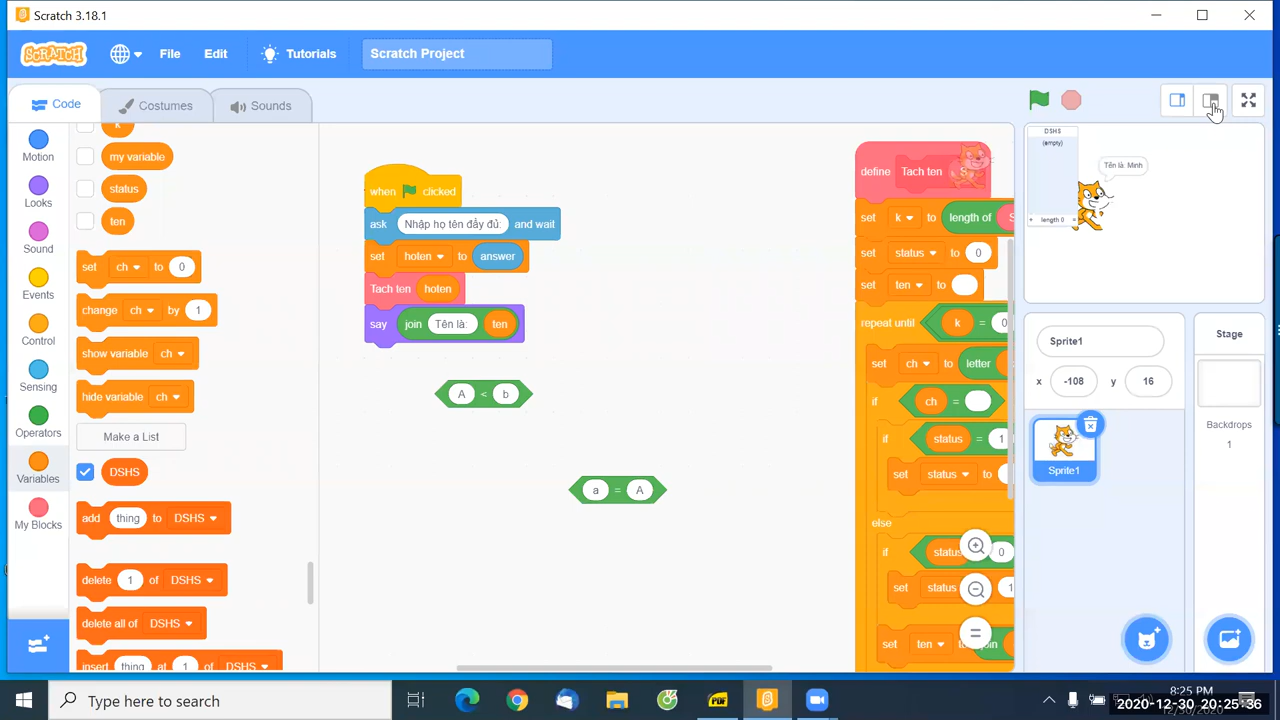 Scratch 3.18.1
SCRATCH
File
Edit
Tutorials
Scratch Project
Code
Costumes
Sounds
Motion
Looks
Sound
Events
Control
Sensing
Operators
Variables
My Blocks
k
my variable
status
ten
set ch to 0
change ch by 1
show variable ch
hide variable ch
Make a List
DSHS
add thing to DSHS
delete 1 of DSHS
delete all of DSHS
insert thing at 1 of DSHS
when clicked
ask Nhập họ tên đầy đủ: and wait
set hoten to answer
Tach ten hoten
say join Tên là: ten
A < b
a = A
define Tach ten S
set k to length of S
set status to 0
set ten to
repeat until k = 0
set ch to letter
if ch =
if status = 1
set status to
else
if status 0
set status 1
set ten to join
DSHS
(empty)
+ length 0 =
Tên là: Minh
Sprite1
x -108 y 16
Sprite1
Stage
Backdrops
1
Type here to search
PDF
8:25 PM
12/30/2020
2020-12-30 20:25:36